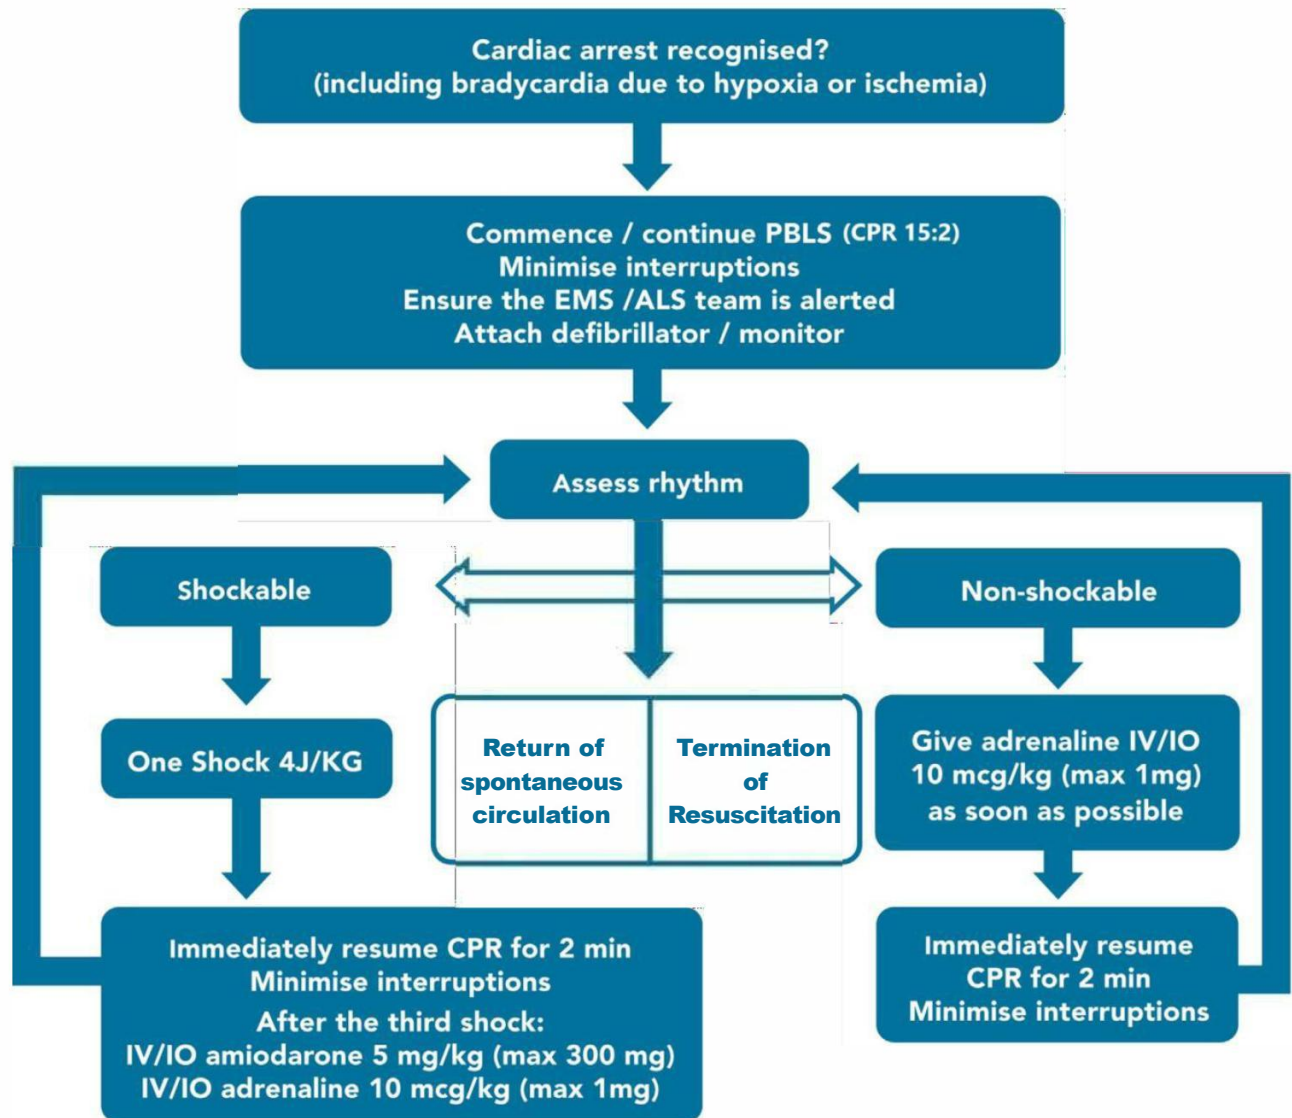 Cardiac arrest recognised?
(including bradycardia due to hypoxia or ischemia)
Commence / continue PBLS (CPR 15:2)
Minimise interruptions
Ensure the EMS /ALS team is alerted
Attach defibrillator / monitor
Assess rhythm
Shockable
Non-shockable
One Shock 4J/KG
Return of
spontaneous
circulation
Termination
of
Resuscitation
Give adrenaline IV/IO
10 mcg/kg (max 1mg)
as soon as possible
Immediately resume CPR for 2 min
Minimise interruptions
After the third shock:
IV/IO amiodarone 5 mg/kg (max 300 mg)
IV/IO adrenaline 10 mcg/kg (max 1mg)
Immediately resume
CPR for 2 min
Minimise interruptions